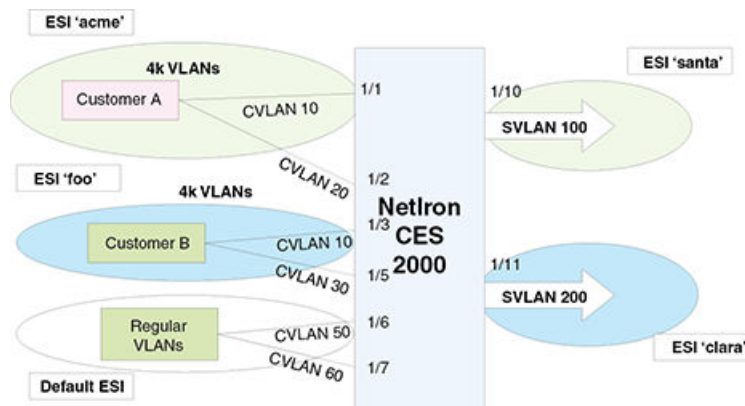 ESI 'acme'
4k VLANs
Customer A
CVLAN 10
CVLAN 20
1/1
1/2
ESI 'foo'
4k VLANs
Customer B
CVLAN 10
CVLAN 30
1/3
1/5
Regular
VLANs
CVLAN 50
CVLAN 60
1/6
1/7
Default ESI
NetIron
CES
2000
ESI 'santa'
1/10
SVLAN 100
1/11
SVLAN 200
ESI 'clara'